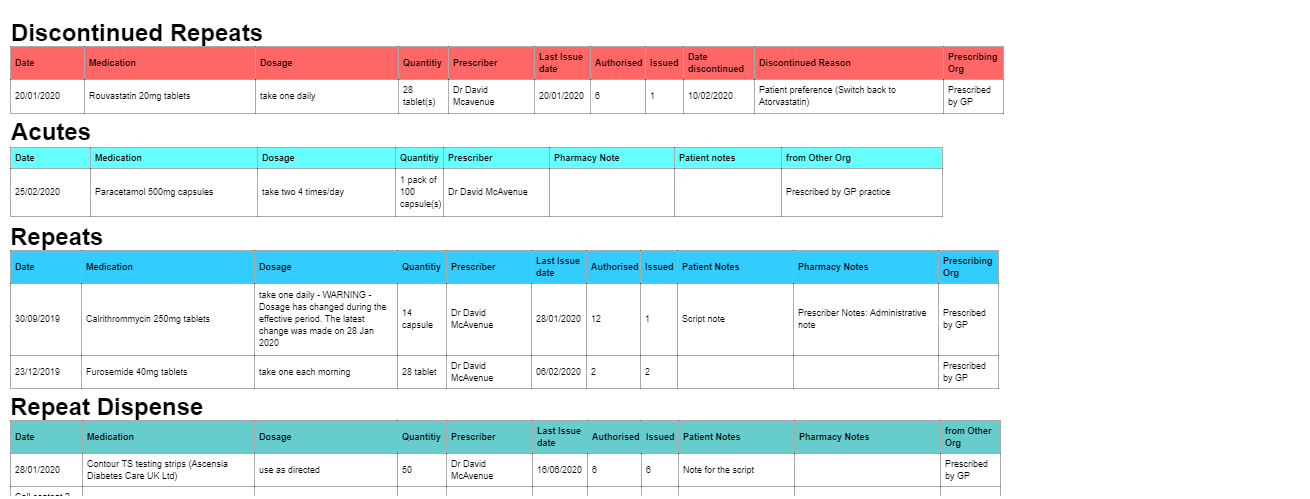 Discontinued Repeats
Date Medication Dosage Quantitiy Prescriber Last Issue date Authorised Issued Date discontinued Discontinued Reason Prescribing Org
20/01/2020 Rouvastatin 20mg tablets take one daily 28 tablet(s) Dr David Mcavenue 20/01/2020 6 1 10/02/2020 Patient preference (Switch back to Atorvastatin) Prescribed by GP
Acutes
Date Medication Dosage Quantitiy Prescriber Pharmacy Note Patient notes from Other Org
25/02/2020 Paracetamol 500mg capsules take two 4 times/day 1 pack of 100 capsule(s) Dr David McAvenue Prescribed by GP practice
Repeats
Date Medication Dosage Quantitiy Prescriber Last Issue date Authorised Issued Patient Notes Pharmacy Notes Prescribing Org
30/09/2019 Calrithrommycin 250mg tablets take one daily - WARNING - Dosage has changed during the effective period. The latest change was made on 28 Jan 2020 14 capsule Dr David McAvenue 28/01/2020 12 1 Script note Prescriber Notes: Administrative note Prescribed by GP
23/12/2019 Furosemide 40mg tablets take one each morning 28 tablet Dr David McAvenue 06/02/2020 2 2 Prescribed by GP
Repeat Dispense
Date Medication Dosage Quantitiy Prescriber Last Issue date Authorised Issued Patient Notes Pharmacy Notes from Other Org
28/01/2020 Contour TS testing strips (Ascensia Diabetes Care UK Ltd) use as directed 50 Dr David McAvenue 16/06/2020 6 6 Note for the script Prescribed by GP